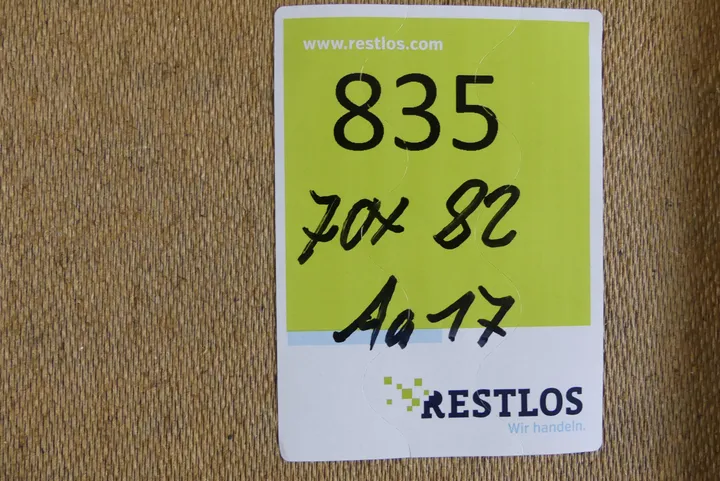 www.restlos.com
835
70x 82
Aa 17
RESTLOS
Wir handeln.